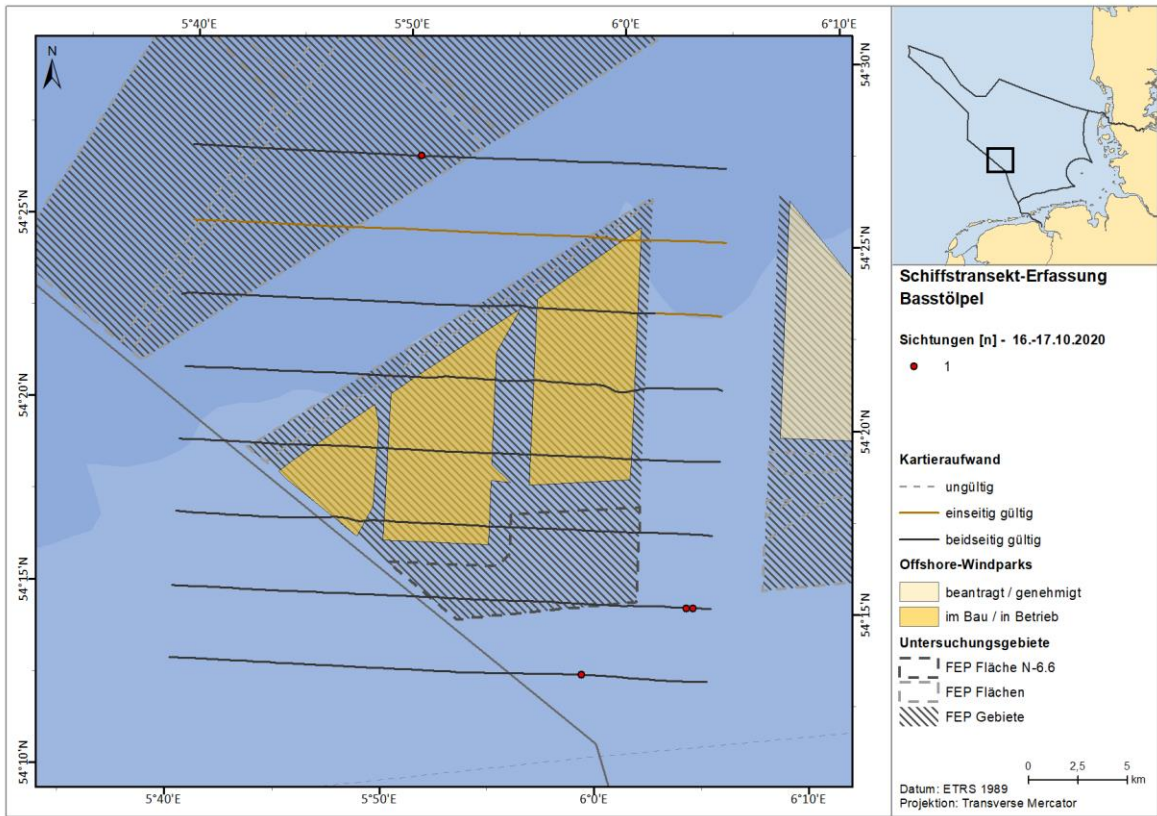 5°40'E 5°50'E 6°0'E 6°10'E
N
54°30'N
54°25'N
54°25'N
54°20'N
54°20'N
54°15'N
54°15'N
54°10'N
5°40'E 5°50'E 6°0'E 6°10'E
Schiffstransekt-Erfassung
Basstölpel
Sichtungen [n] - 16.-17.10.2020
1
Kartieraufwand
ungültig
einseitig gültig
beidseitig gültig
Offshore-Windparks
beantragt / genehmigt
im Bau / in Betrieb
Untersuchungsgebiete
FEP Fläche N-6.6
FEP Flächen
FEP Gebiete
0 2,5 5
km
Datum: ETRS 1989
Projektion: Transverse Mercator